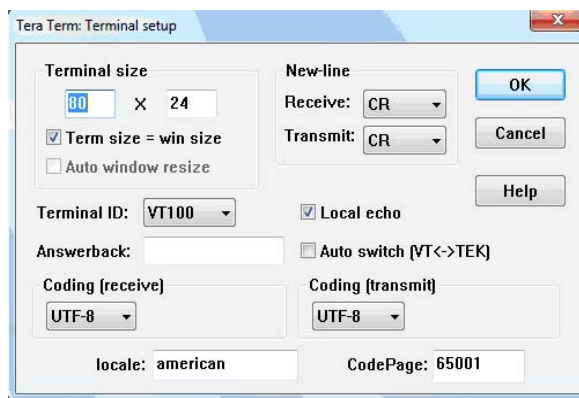 Tera Term: Terminal setup
Terminal size
80 X 24
Term size = win size
Auto window resize
New-line
Receive: CR
Transmit: CR
OK
Cancel
Help
Terminal ID: VT100
Local echo
Answerback:
Auto switch (VT<->TEK)
Coding (receive)
UTF-8
Coding (transmit)
UTF-8
locale: american
CodePage: 65001